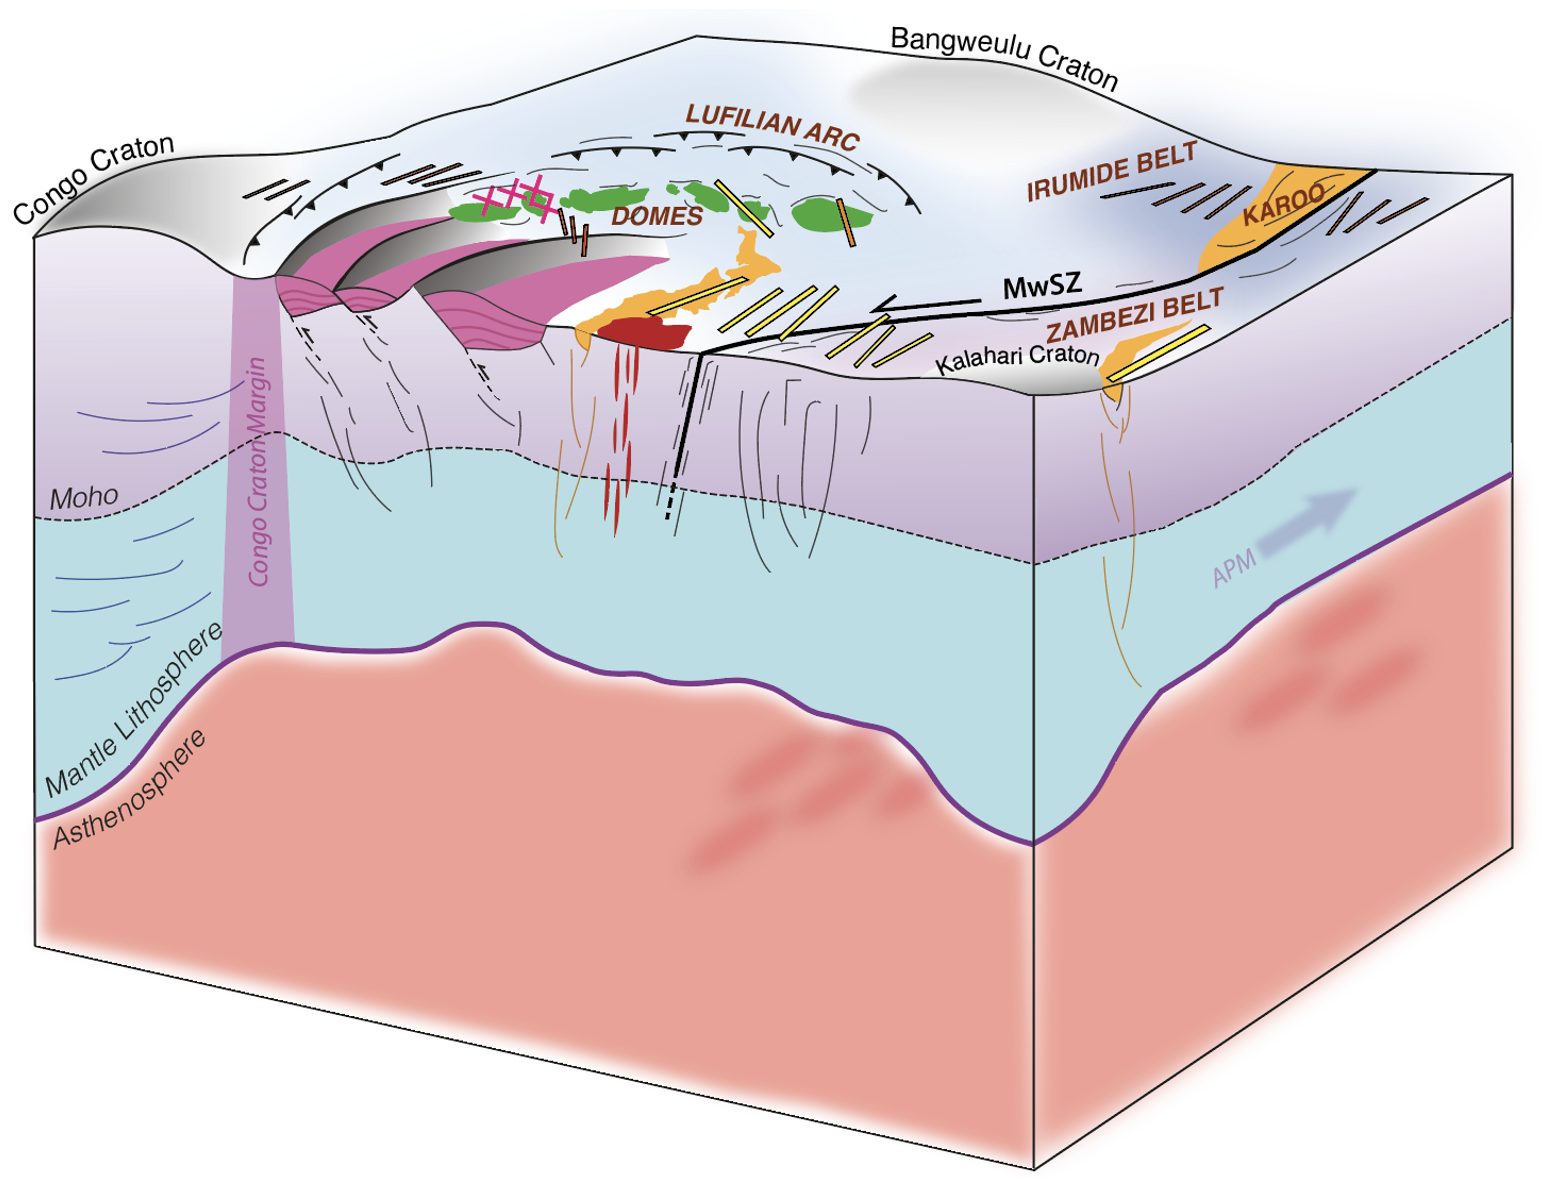 Bangweulu Craton
Congo Craton
LUFILIAN ARC
IRUMIDE BELT
KAROO
DOMES
MwSZ
ZAMBEZI BELT
Kalahari Craton
Congo Craton Margin
Moho
APM
Mantle Lithosphere
Asthenosphere